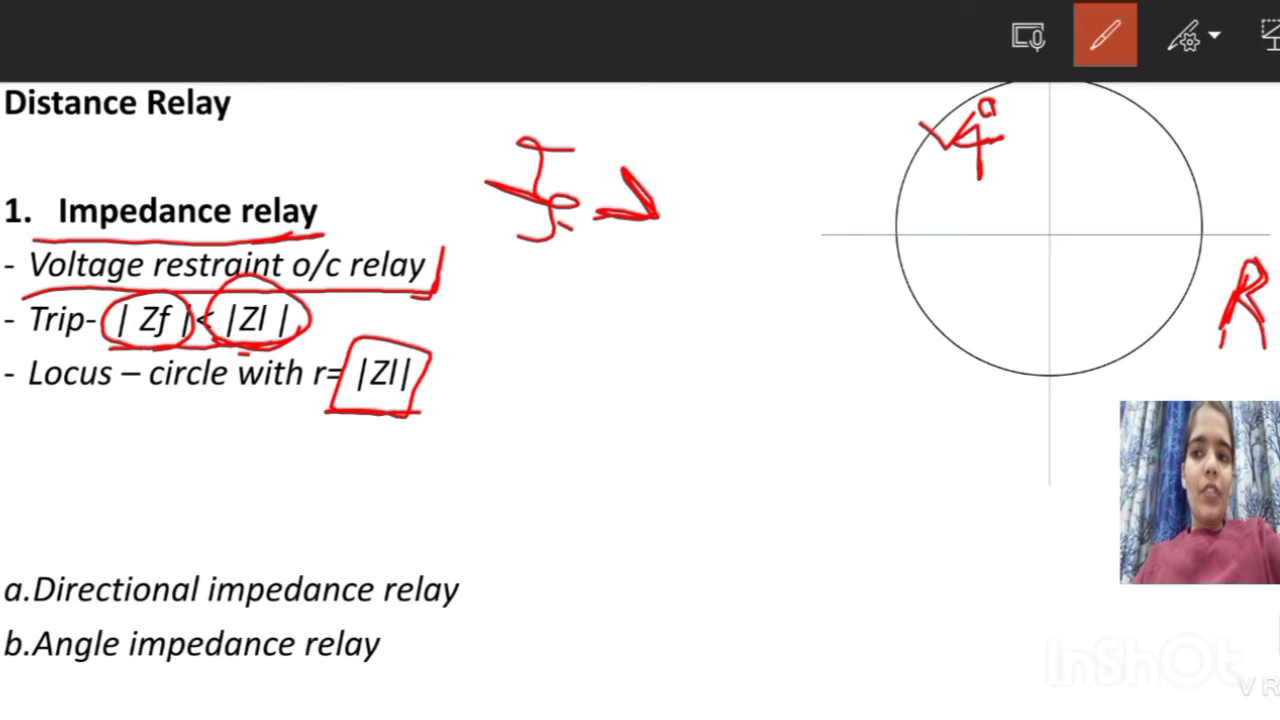 Distance Relay
1. Impedance relay
- Voltage restraint o/c relay
- Trip- | Zf | < |Zl |
- Locus – circle with r= |Zl|
R
a.Directional impedance relay
b.Angle impedance relay
InShOt
V R